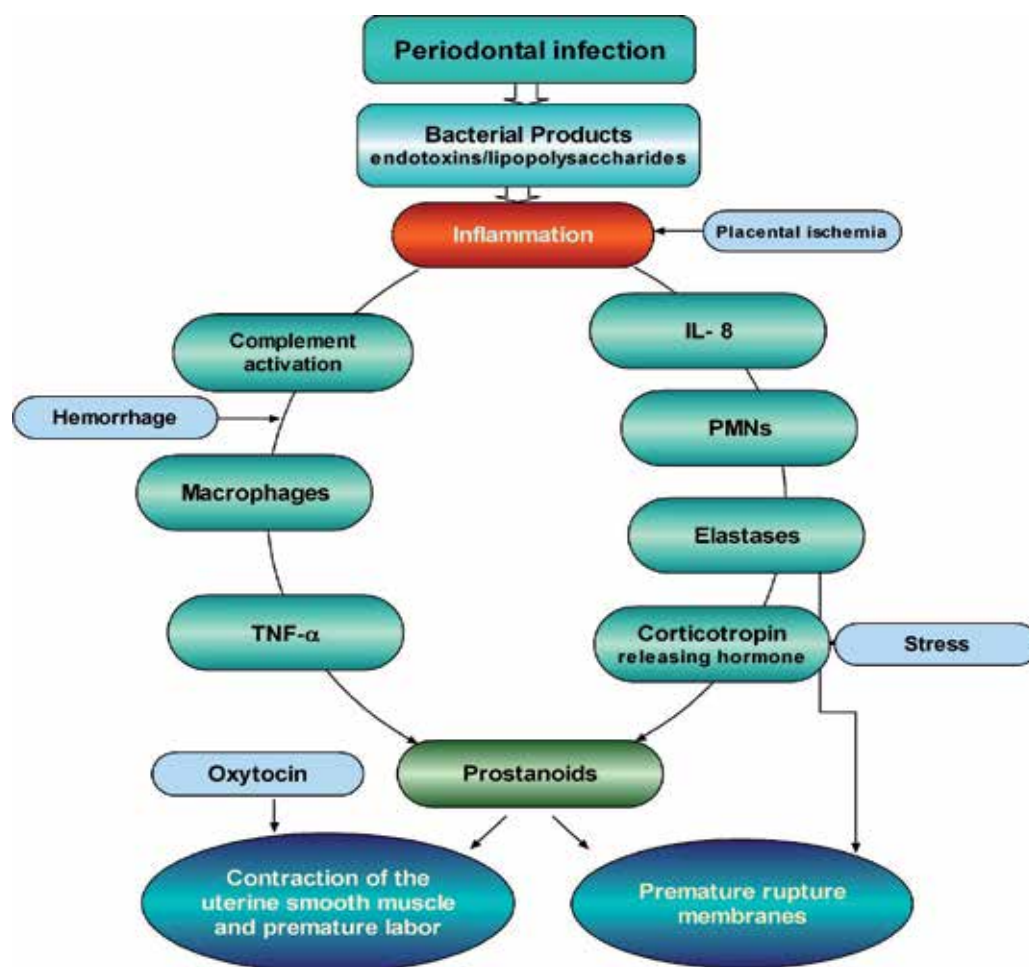 Periodontal infection
Bacterial Products
endotoxins/lipopolysaccharides
Inflammation
Placental ischemia
Complement
activation
IL- 8
Hemorrhage
PMNs
Macrophages
Elastases
TNF-α
Corticotropin
releasing hormone
Stress
Oxytocin
Prostanoids
Contraction of the
uterine smooth muscle
and premature labor
Premature rupture
membranes